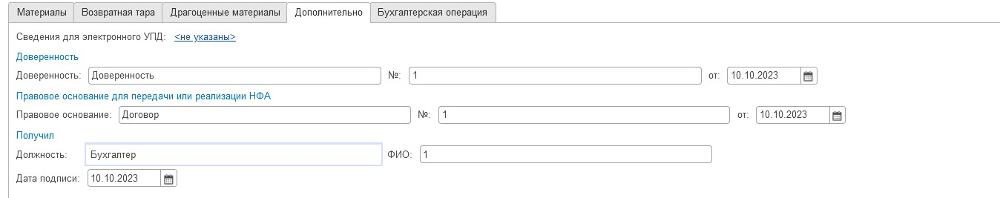 Материалы Возвратная тара Драгоценные материалы Дополнительно Бухгалтерская операция
Сведения для электронного УПД: <не указаны>
Доверенность
Доверенность: Доверенность №: 1 от: 10.10.2023
Правовое основание для передачи или реализации НФА
Правовое основание: Договор №: 1 от: 10.10.2023
Получил
Должность: Бухгалтер ФИО: 1
Дата подписи: 10.10.2023